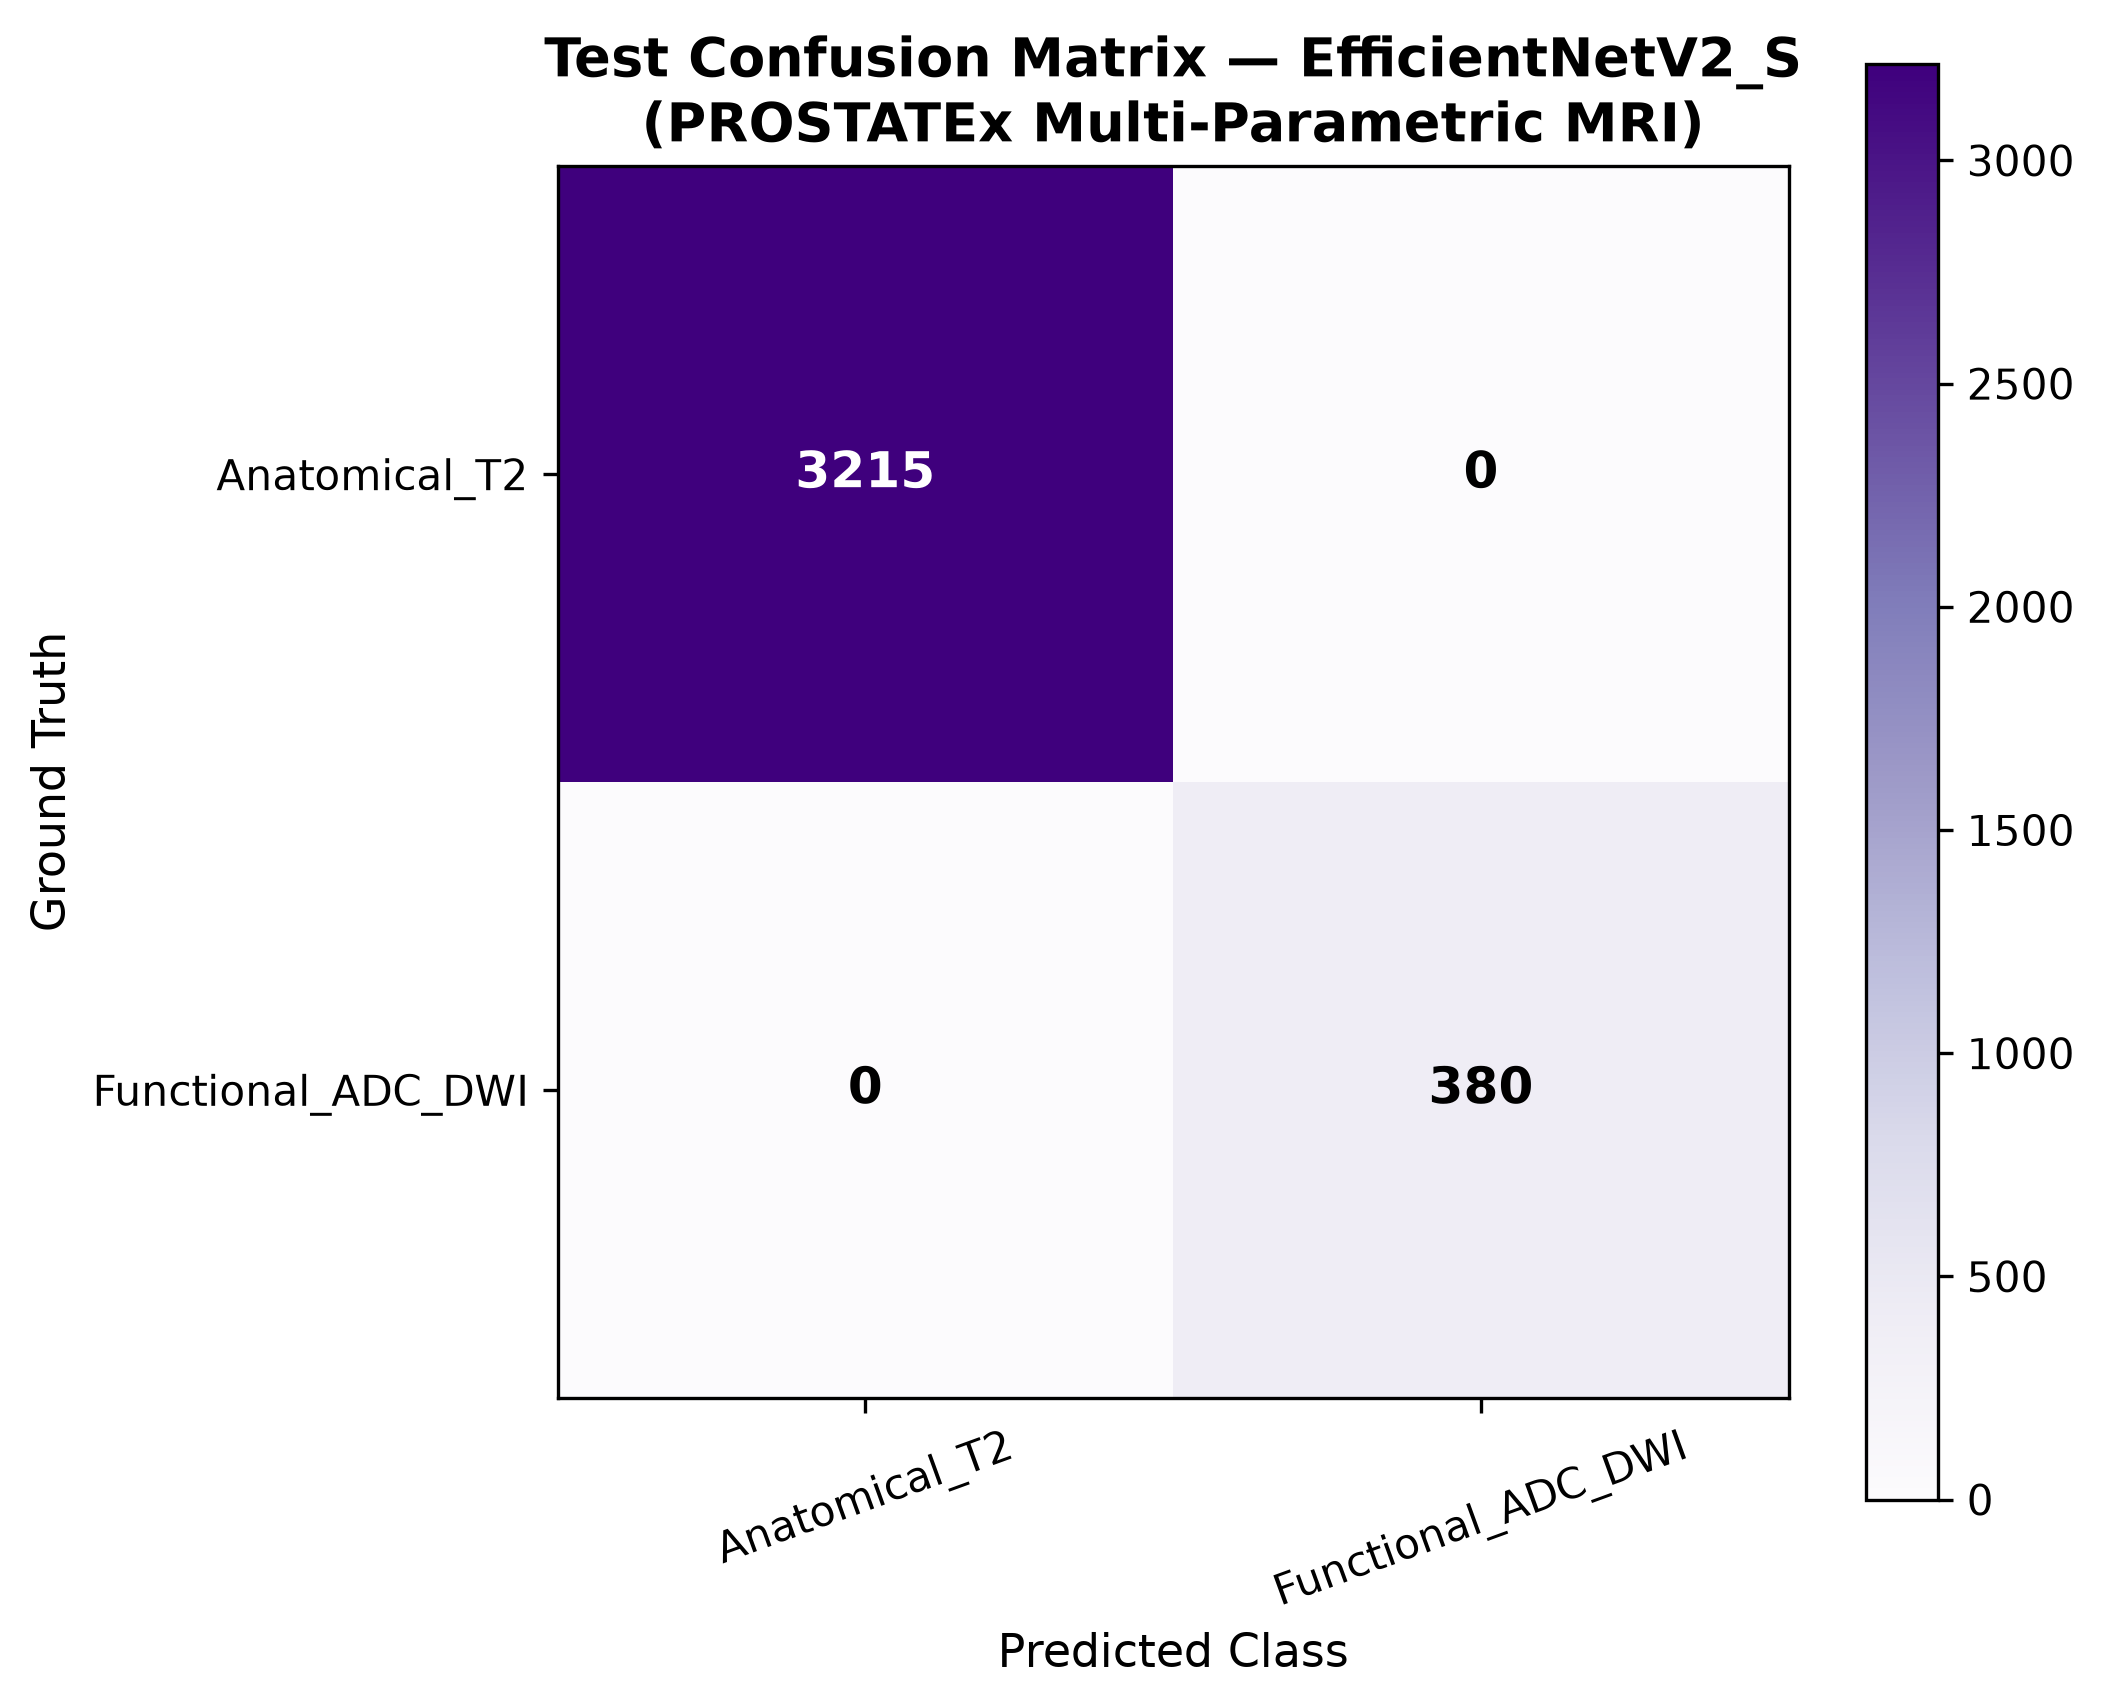 Test Confusion Matrix — EfficientNetV2_S
(PROSTATEx Multi-Parametric MRI)
Ground Truth
Anatomical_T2
Functional_ADC_DWI
3215
0
0
380
Anatomical_T2
Functional_ADC_DWI
Predicted Class
3000
2500
2000
1500
1000
500
0